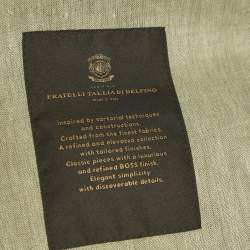 FRATELLI TALLIA DI DELFINO
Inspired by sartorial techniques
and constructions.
Crafted from the finest fabrics.
A refined and elevated collection
with tailored finishes.
Classic pieces with a luxurious
and refined BOSS finish.
Elegant simplicity
with discoverable details.